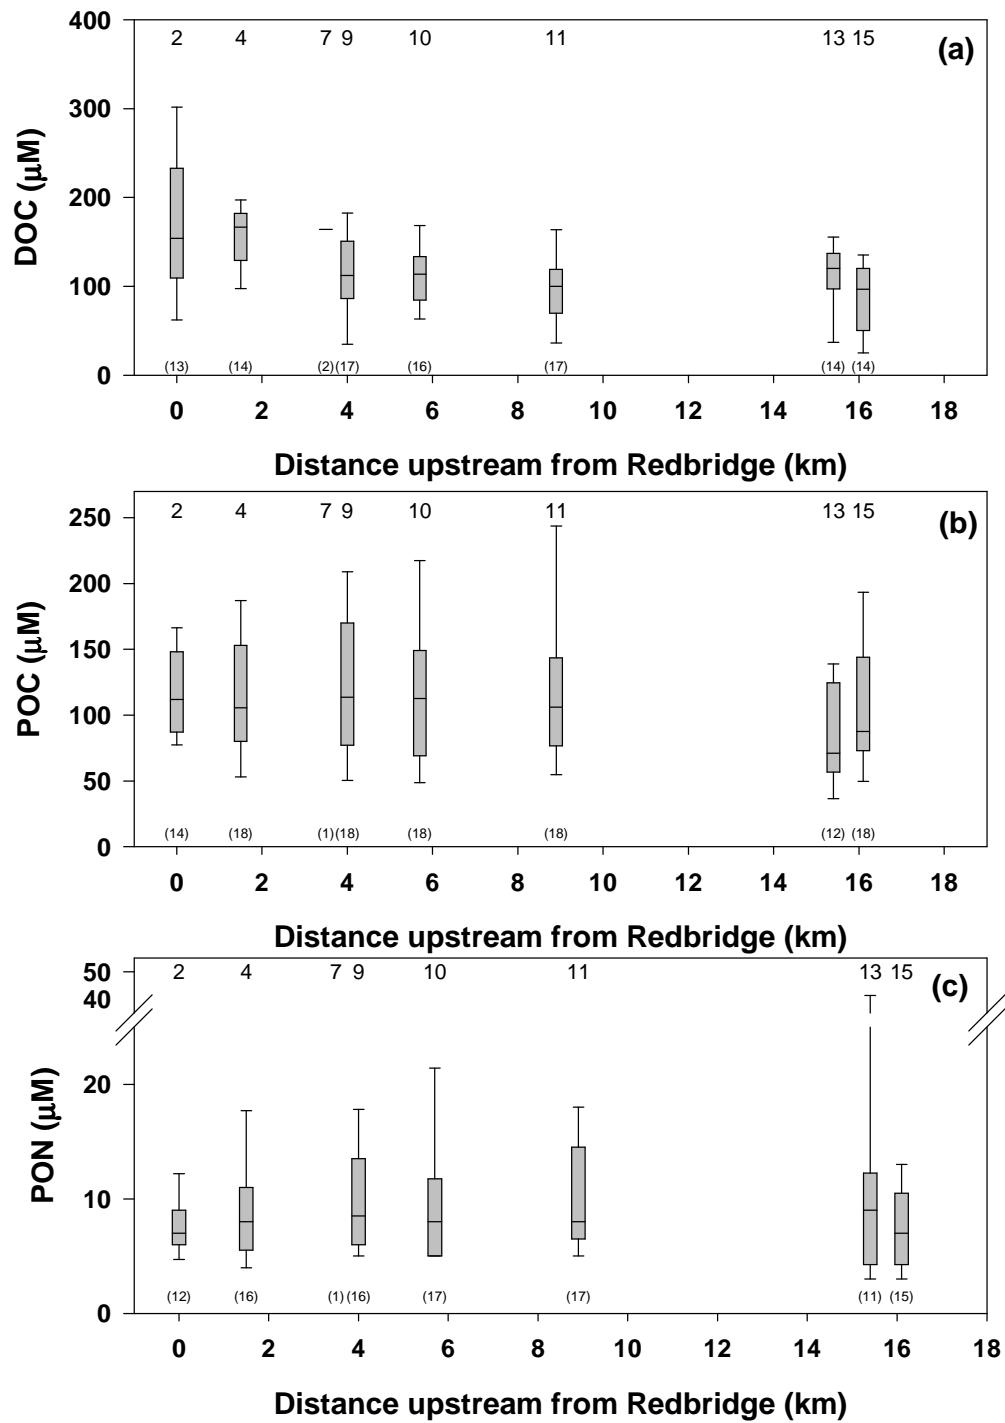 400
2 4 7 9 10 11 13 15
(a)
300
200
100
0
DOC (μM)
(13) (14) (2) (17) (16) (17) (14) (14)
0 2 4 6 8 10 12 14 16 18
Distance upstream from Redbridge (km)
250
2 4 7 9 10 11 13 15
(b)
200
150
100
50
0
POC (μM)
(14) (18) (1) (18) (18) (18) (12) (18)
0 2 4 6 8 10 12 14 16 18
Distance upstream from Redbridge (km)
50
2 4 7 9 10 11 13 15
40
(c)
20
10
0
PON (μM)
(12) (16) (1) (16) (17) (17) (11) (15)
0 2 4 6 8 10 12 14 16 18
Distance upstream from Redbridge (km)